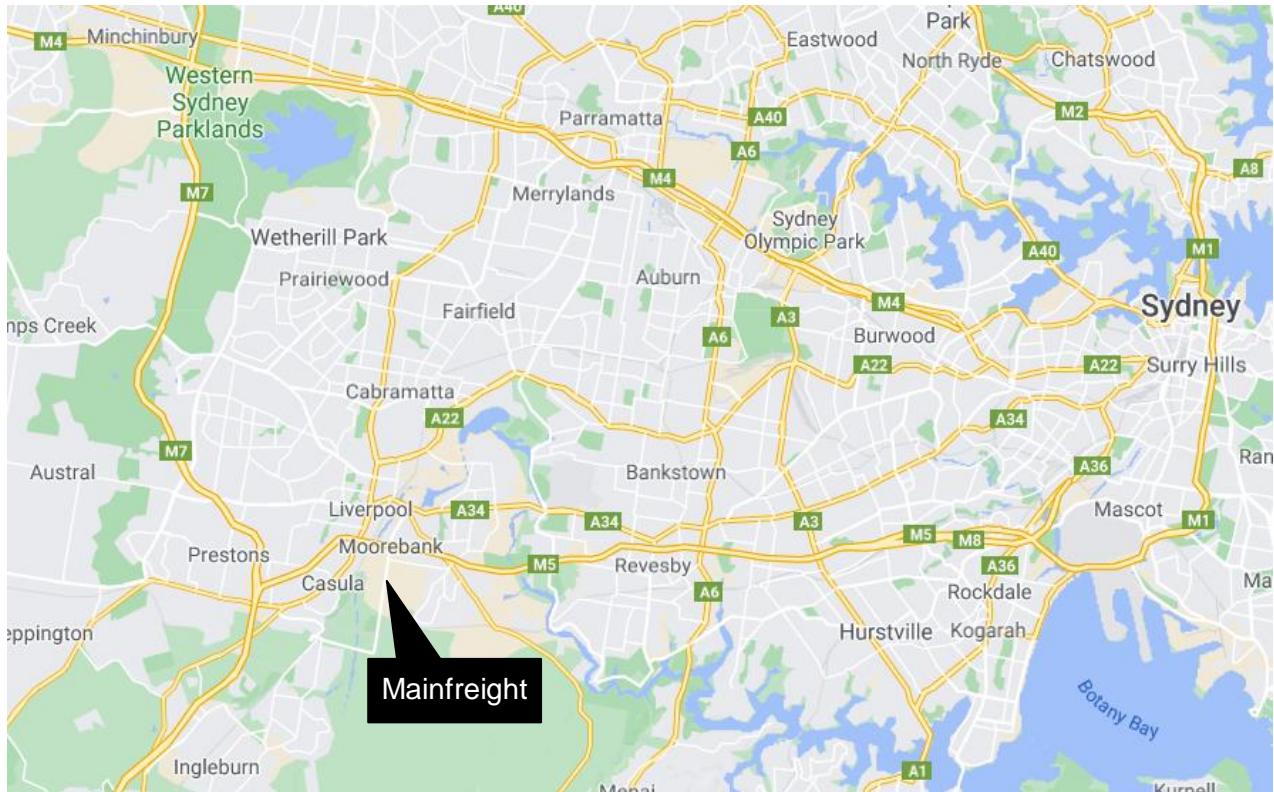 A40
Park
M4
Minchinbury
Eastwood
North Ryde
Chatswood
Western
Sydney
Parklands
Parramatta
A40
M2
A6
A8
M7
M4
Merrylands
Sydney
Olympic Park
Wetherill Park
A40
M1
Prairiewood
Auburn
Fairfield
M4
Sydney
mps Creek
A6
A3
Burwood
A22
A22
Surry Hills
Cabramatta
A22
A34
M7
Austral
Bankstown
A36
Ran
Liverpool
A34
A34
A3
Mascot
M1
Prestons
Moorebank
M5
M8
M5
Revesby
A36
Casula
A6
Rockdale
Ma
eppington
Hurstville
Kogarah
Mainfreight
Botany Bay
Ingleburn
A1
Menai
Kurnell